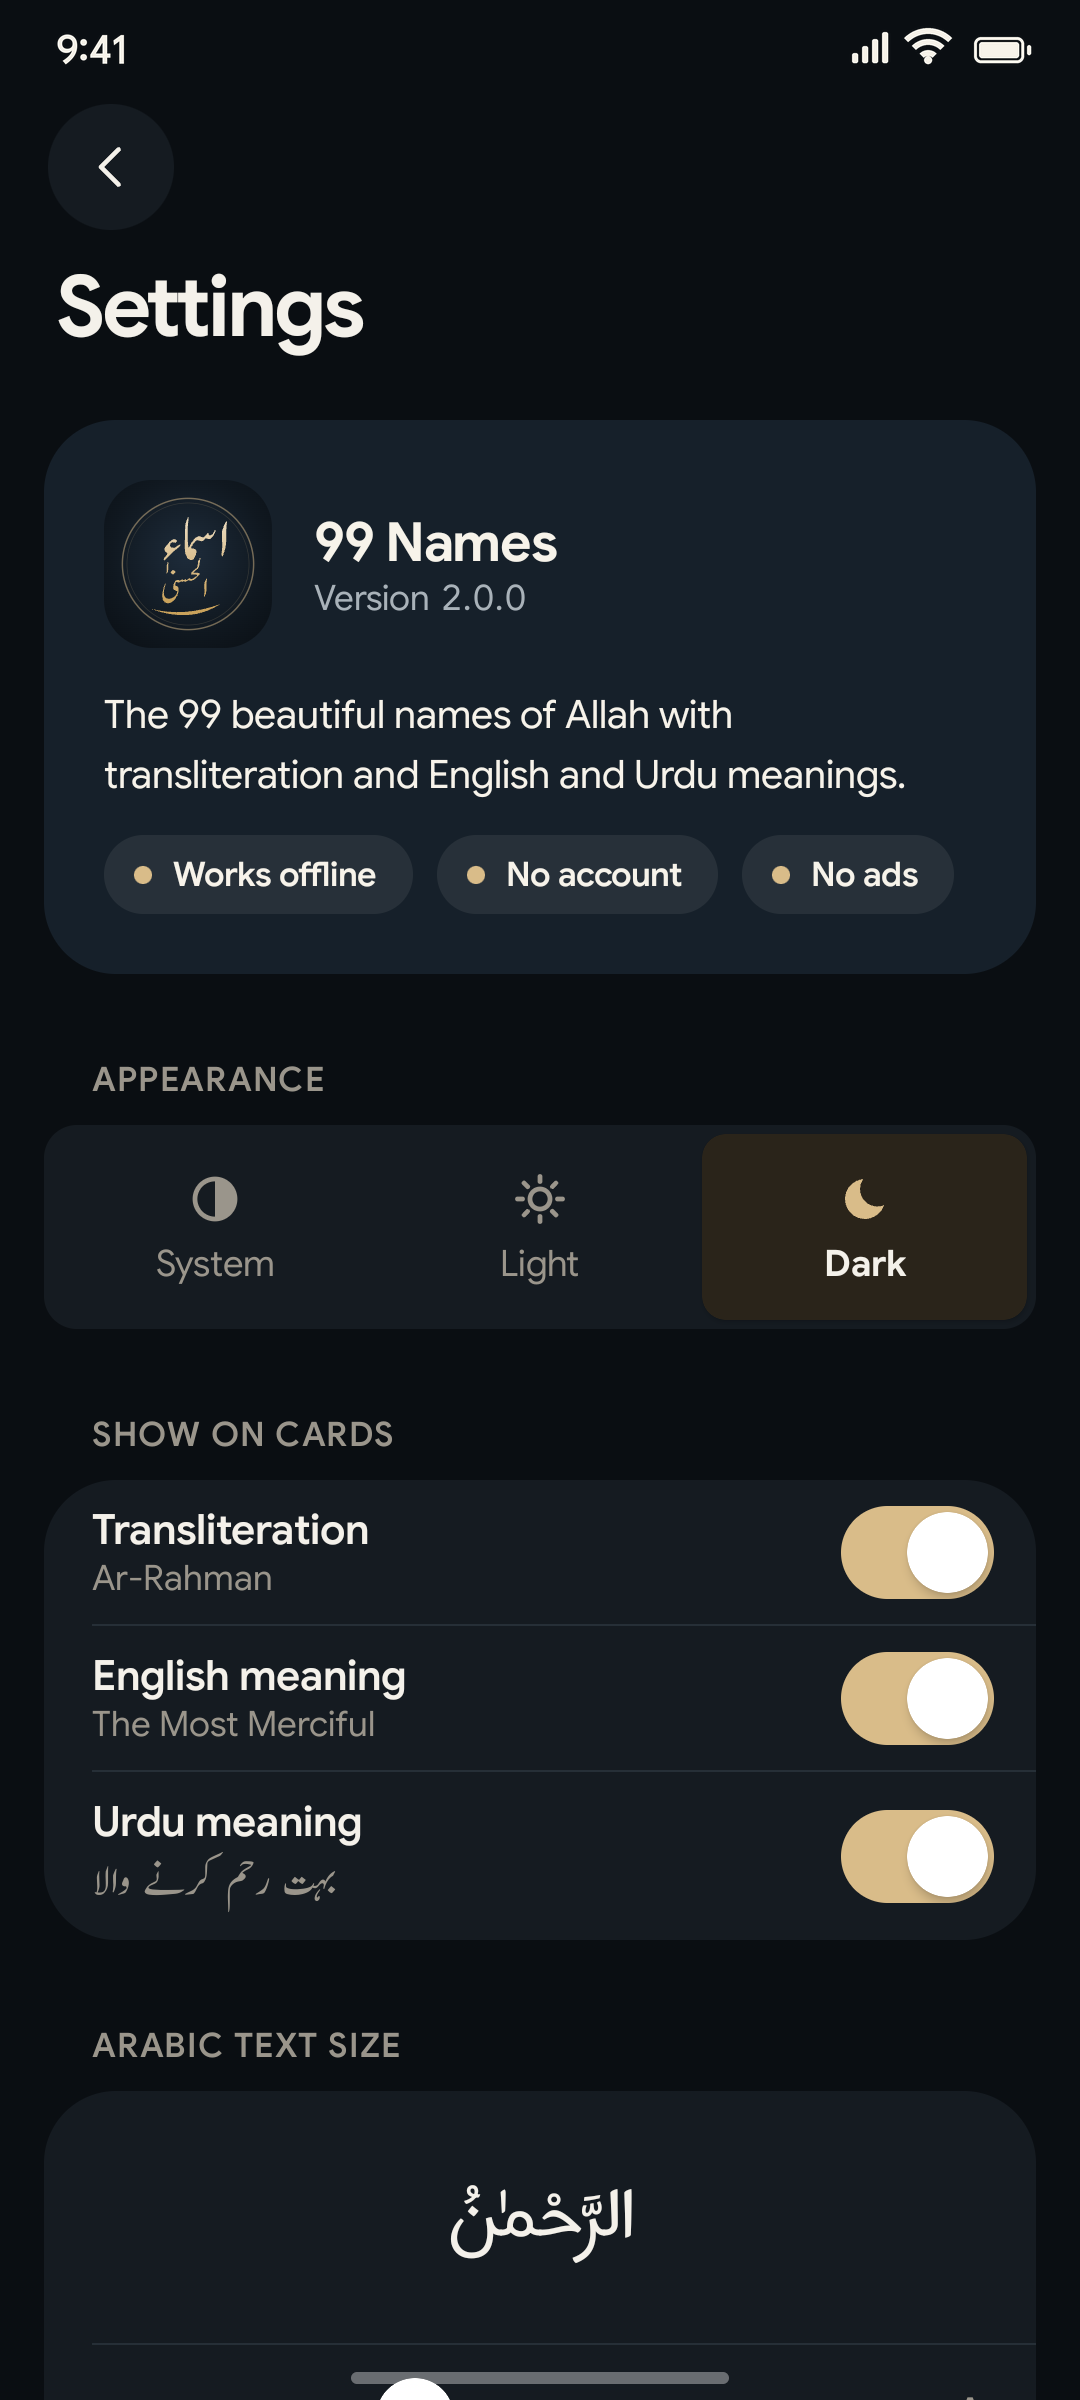 9:41
Settings
اسماء
الحسنىٰ
99 Names
Version 2.0.0
The 99 beautiful names of Allah with
transliteration and English and Urdu meanings.
Works offline
No account
No ads
APPEARANCE
System
Light
Dark
SHOW ON CARDS
Transliteration
Ar-Rahman
English meaning
The Most Merciful
Urdu meaning
بہت رحم کرنے والا
ARABIC TEXT SIZE
الرَّحْمٰنُ